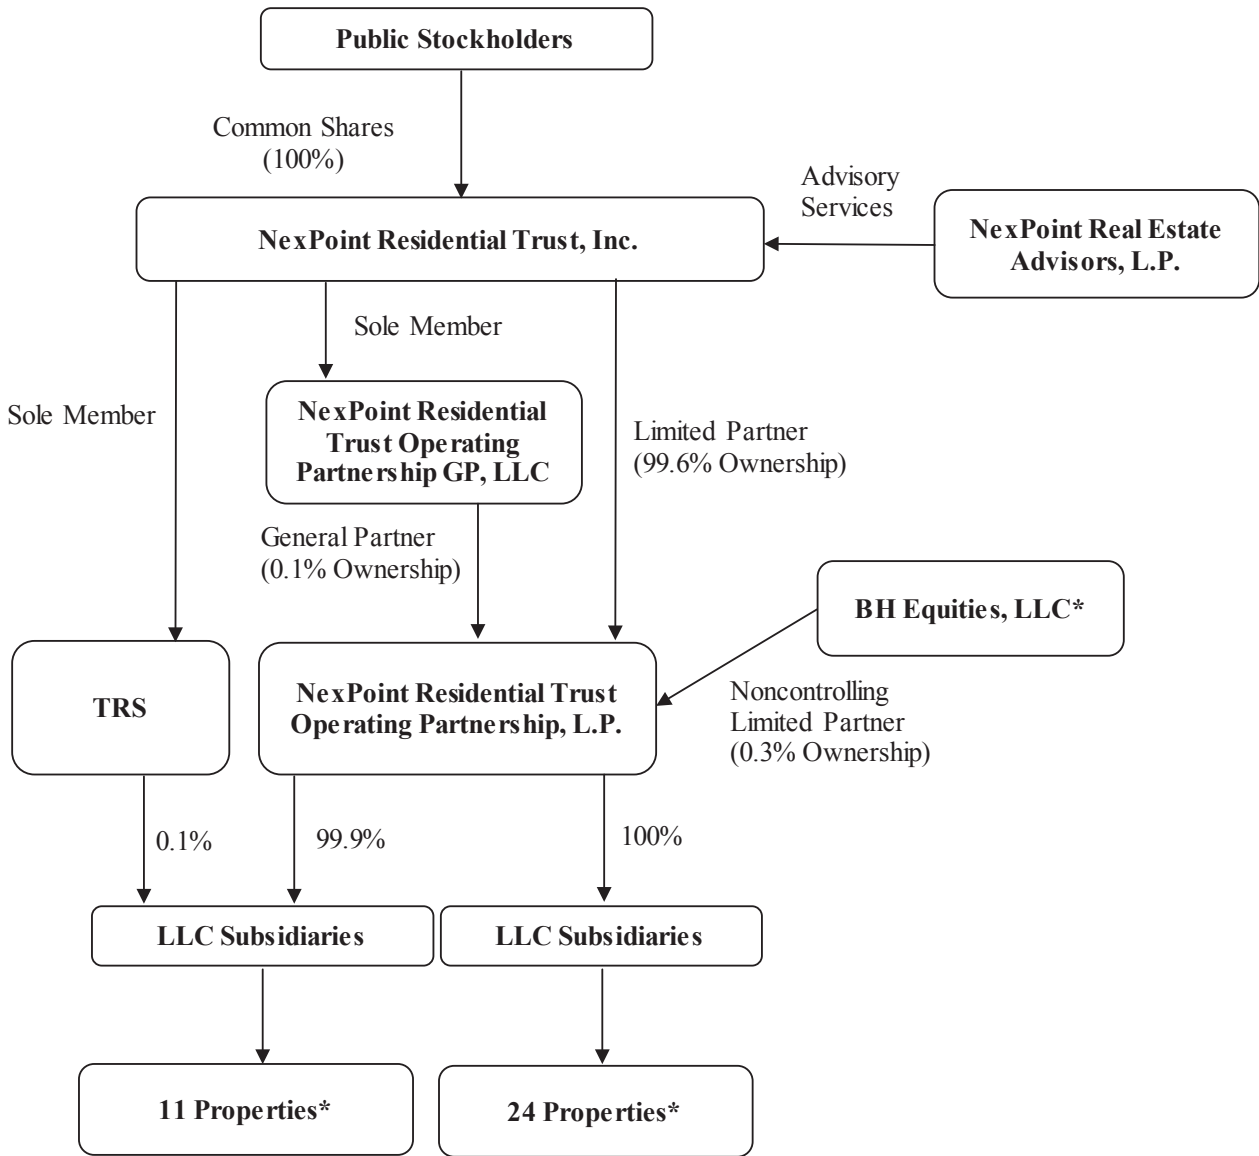 Public Stockholders
Common Shares
(100%)
Advisory
Services
NexPoint Residential Trust, Inc.
NexPoint Real Estate
Advisors, L.P.
Sole Member
Sole Member
NexPoint Residential
Trust Operating
Partnership GP, LLC
Limited Partner
(99.6% Ownership)
General Partner
(0.1% Ownership)
BH Equities, LLC*
TRS
NexPoint Residential Trust
Operating Partnership, L.P.
Noncontrolling
Limited Partner
(0.3% Ownership)
0.1%
99.9%
100%
LLC Subsidiaries
LLC Subsidiaries
11 Properties*
24 Properties*